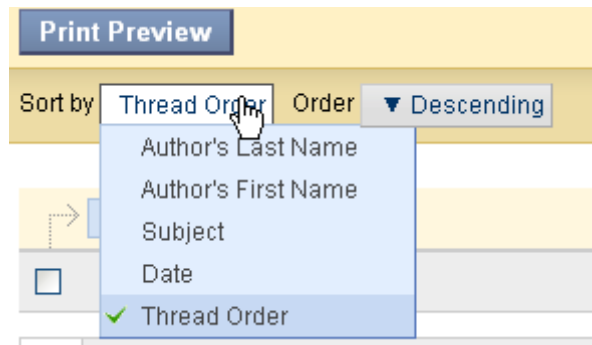 Print Preview
Sort by Thread Order Order ▼ Descending
Author's Last Name
Author's First Name
Subject
Date
Thread Order